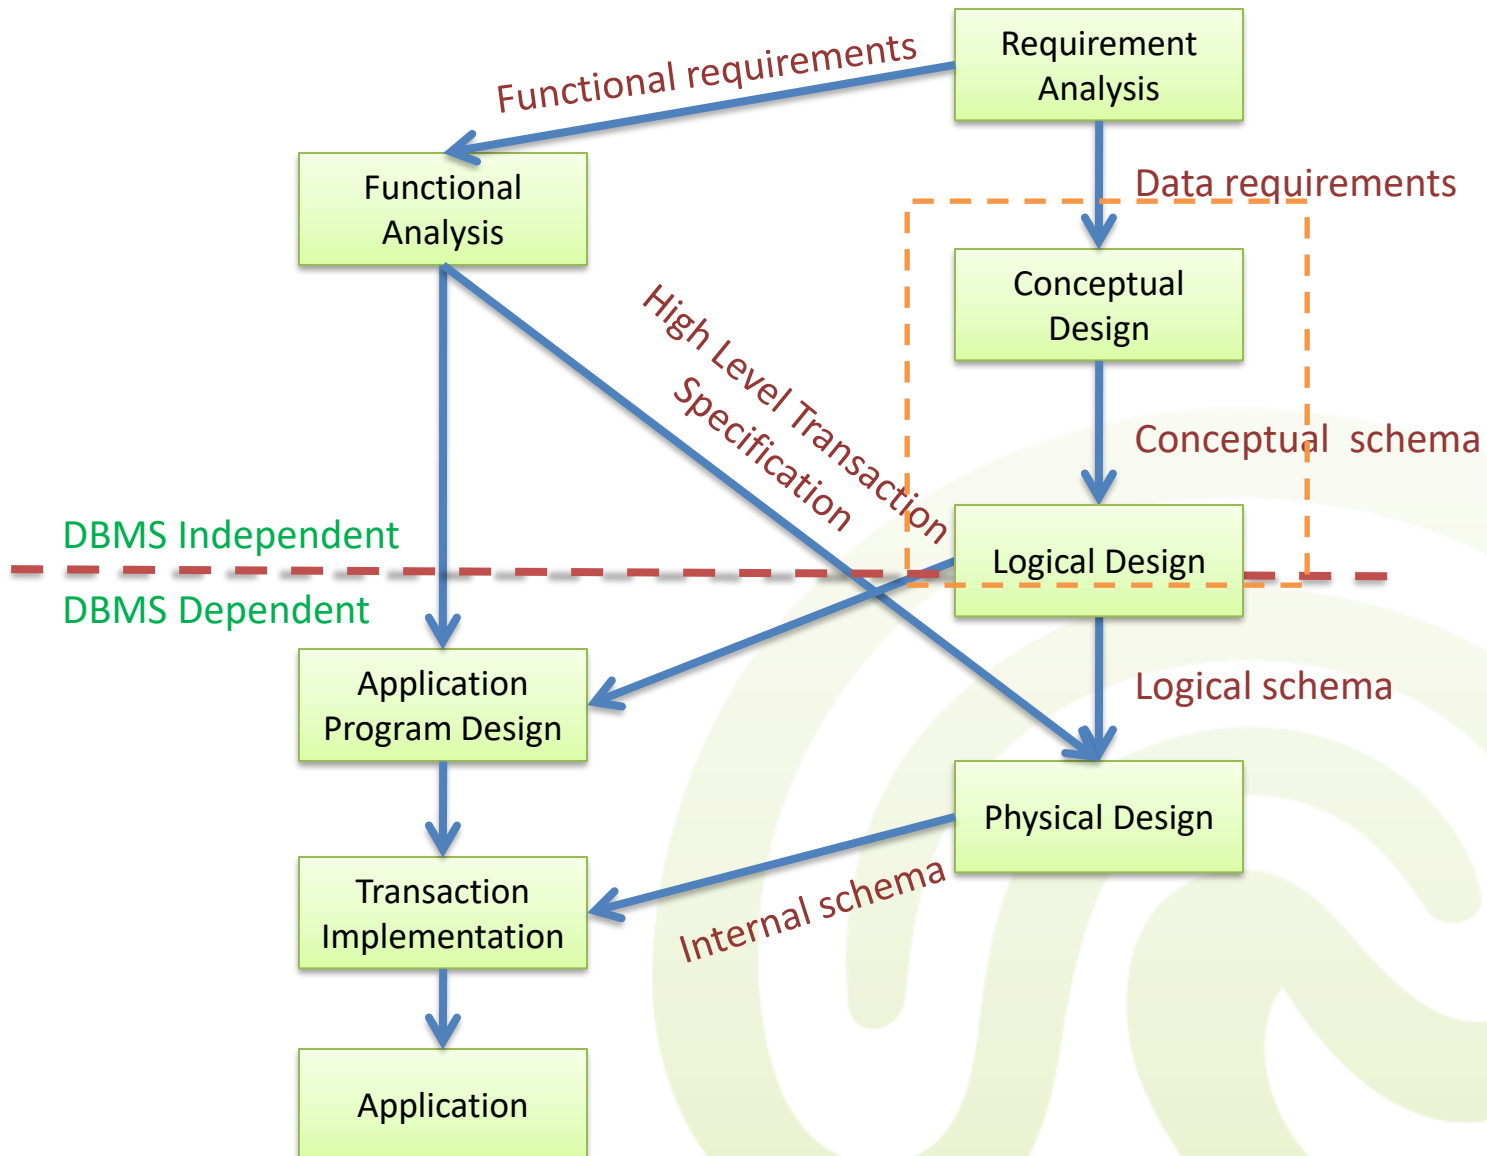 Requirement
Analysis
Functional requirements
Functional
Analysis
Data requirements
Conceptual
Design
High Level Transaction
Specification
Conceptual  schema
DBMS Independent
Logical Design
DBMS Dependent
Application
Program Design
Logical schema
Physical Design
Transaction
Implementation
Internal schema
Application